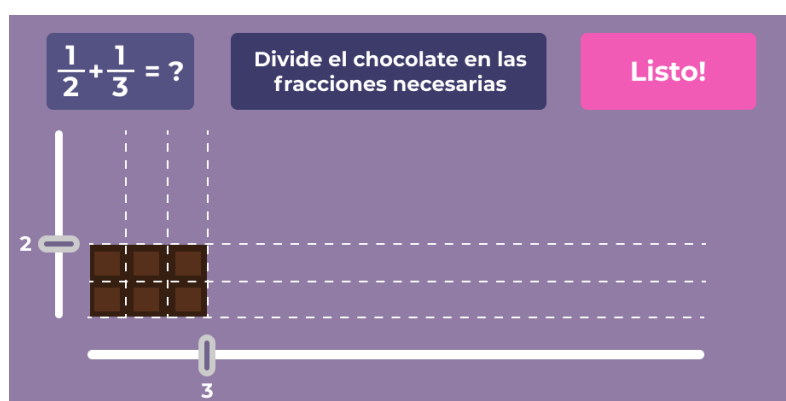 1/2 + 1/3 = ?
Divide el chocolate en las
fracciones necesarias
Listo!
2
3